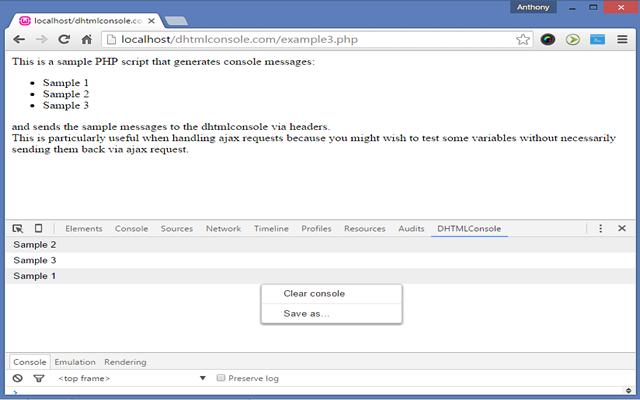 Anthony
localhost/dhtmlconsole.co
localhost/dhtmlconsole.com/example3.php
This is a sample PHP script that generates console messages:
Sample 1
Sample 2
Sample 3
and sends the sample messages to the dhtmlconsole via headers.
This is particularly useful when handling ajax requests because you might wish to test some variables without necessarily
sending them back via ajax request.
Elements Console Sources Network Timeline Profiles Resources Audits DHTMLConsole
Sample 2
Sample 3
Sample 1
Clear console
Save as...
Console Emulation Rendering
<top frame> Preserve log